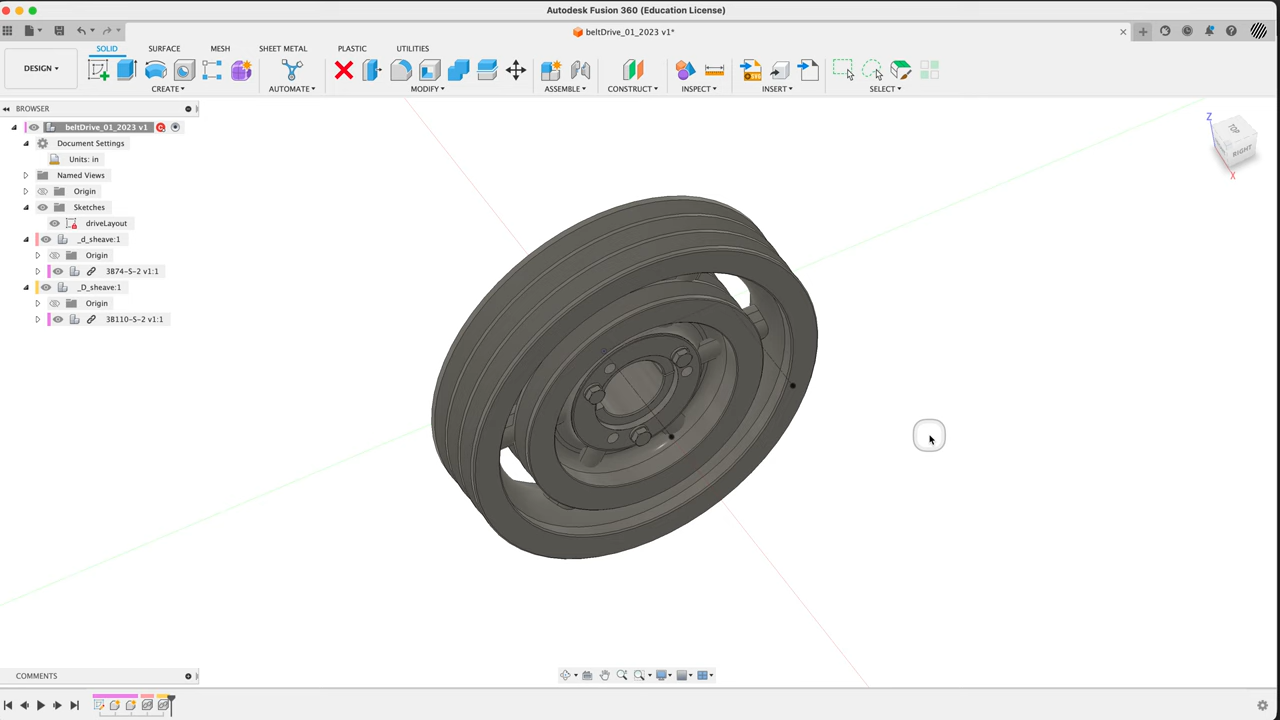 Autodesk Fusion 360 (Education License)
beltDrive_01_2023 v1*
SOLID SURFACE MESH SHEET METAL PLASTIC UTILITIES
DESIGN
CREATE AUTOMATE MODIFY ASSEMBLE CONSTRUCT INSPECT INSERT SELECT
BROWSER
beltDrive_01_2023 v1
Document Settings
Units: in
Named Views
Origin
Sketches
driveLayout
_d_sheave:1
Origin
3B74-S-2 v1:1
_D_sheave:1
Origin
3B110-S-2 v1:1
Z
TOP
RIGHT
X
COMMENTS